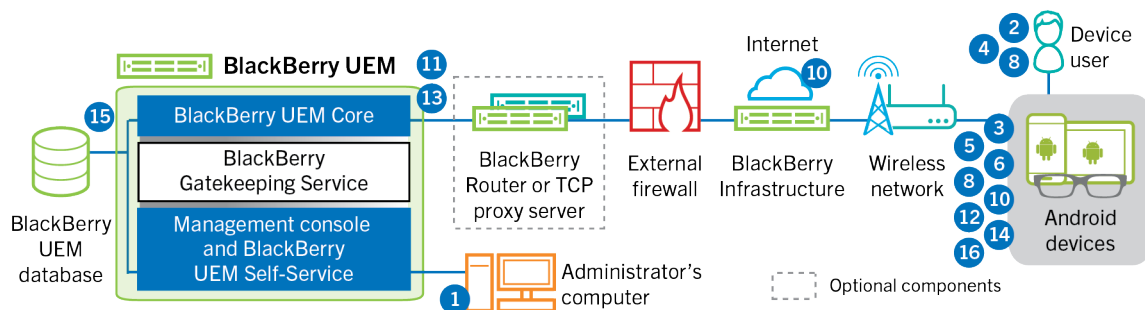 BlackBerry UEM
11
13
15
BlackBerry UEM Core
BlackBerry
Gatekeeping Service
Management console
and BlackBerry
UEM Self-Service
BlackBerry
UEM
database
BlackBerry
Router or TCP
proxy server
External
firewall
Internet
10
BlackBerry
Infrastructure
Wireless
network
2
4
8
Device
user
3
5
6
8
10
12
14
16
Android
devices
1
Administrator's
computer
Optional components